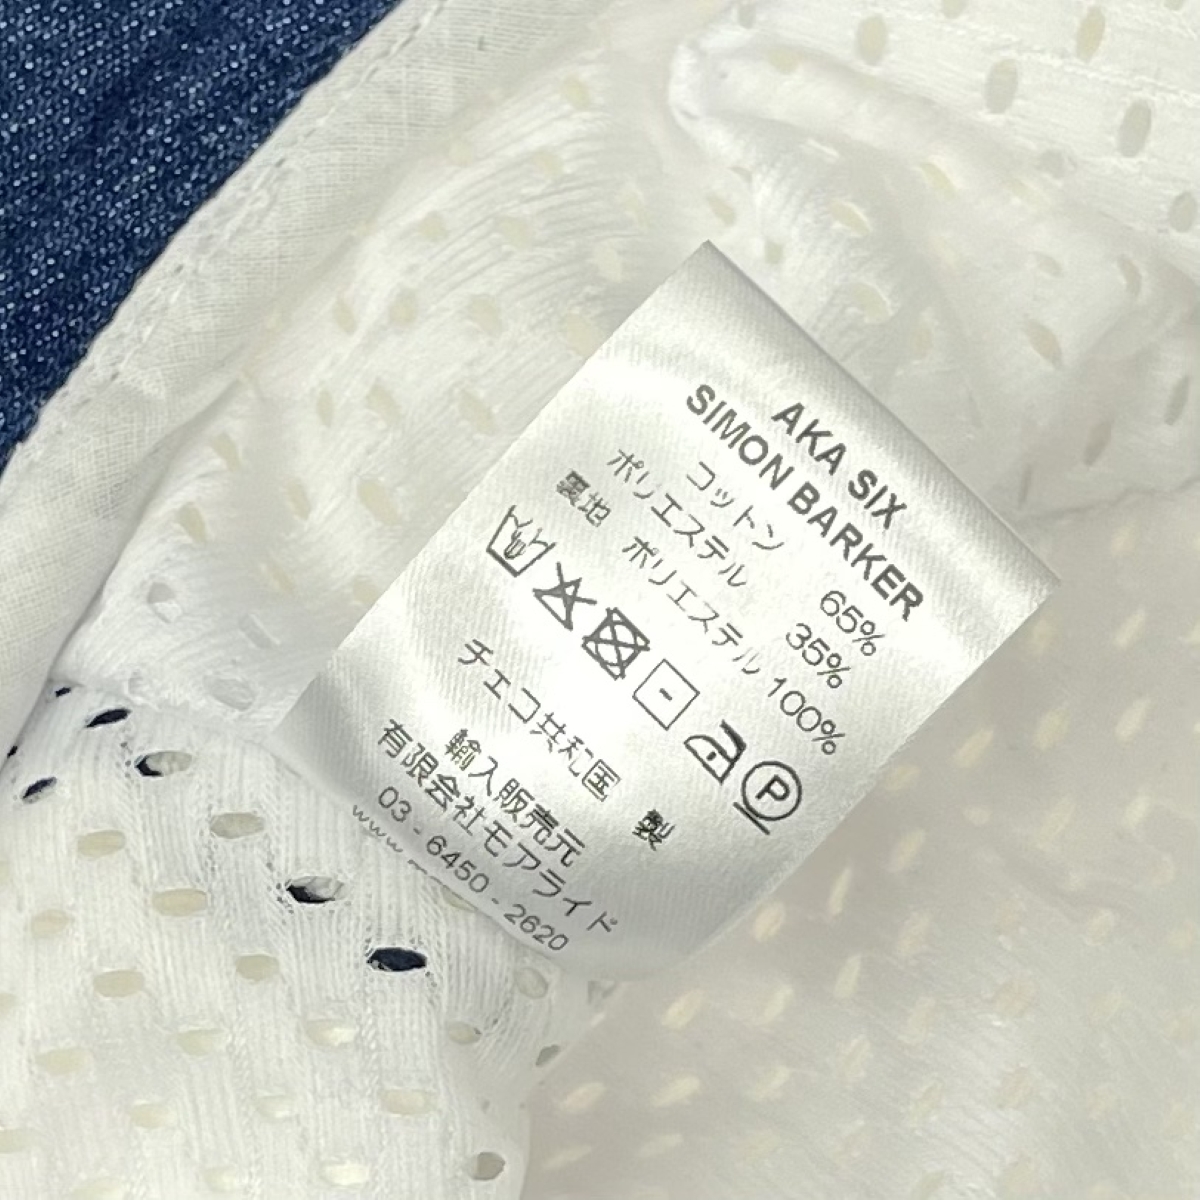 AKA SIX
SIMON BARKER
コットン 65%
ポリエステル 35%
裏地 ポリエステル 100%
P
チェコ共和国 製
輸入販売元
有限会社モアライド
03 - 6450 - 2620
www.